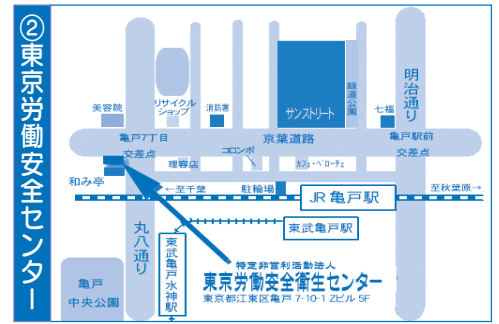 ②東京労働安全センター
美容院
リサイクル
ショップ
消防署
サンストリート
緑道公園
明治通り
七福
亀戸7丁目
交差点
京葉道路
亀戸駅前
交差点
和み亭
理容店
コロンボ
カフェ・ベローチェ
←至千葉
駐輪場
JR 亀戸駅
至秋葉原→
丸八通り
東武亀戸水神駅
東武亀戸駅
亀戸
中央公園
特定非営利活動法人
東京労働安全衛生センター
東京都江東区亀戸 7-10-1 Zビル 5F